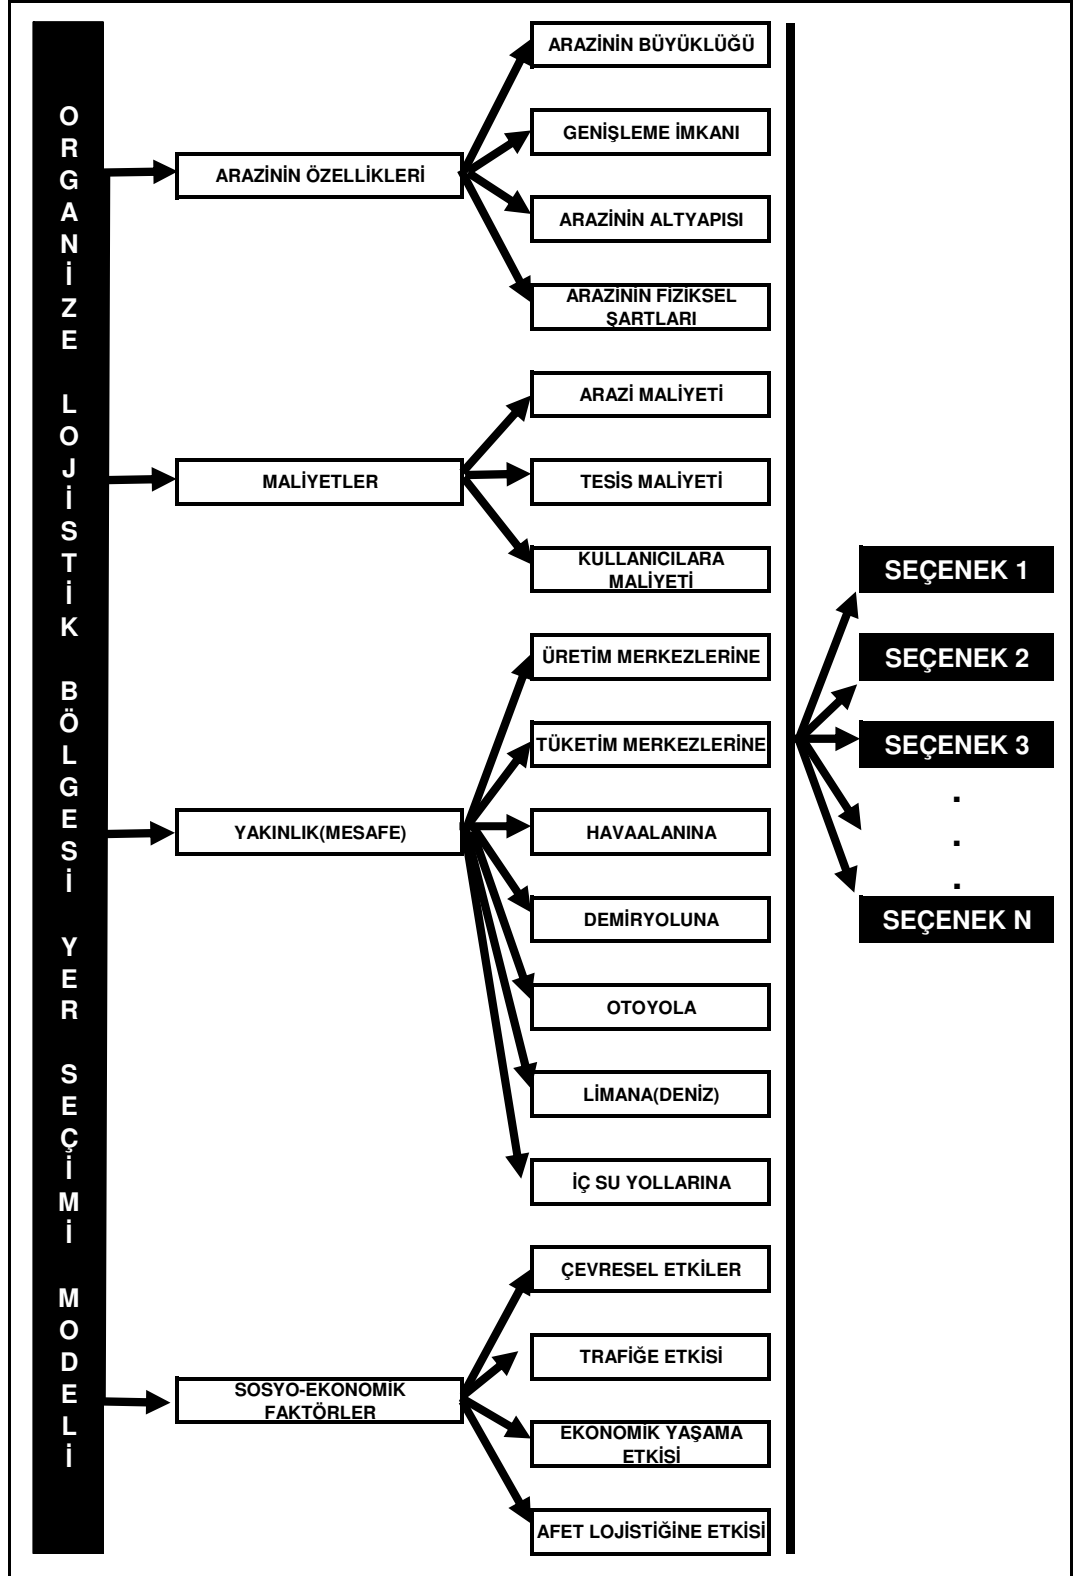 ORGANİZE LOJİSTİK BÖLGESİ YER SEÇİMİ MODELİ
ARAZİNİN ÖZELLİKLERİ
ARAZİNİN BÜYÜKLÜĞÜ
GENİŞLEME İMKANI
ARAZİNİN ALTYAPISI
ARAZİNİN FİZİKSEL
ŞARTLARI
MALİYETLER
ARAZİ MALİYETİ
TESİS MALİYETİ
KULLANICILARA
MALİYETİ
YAKINLIK(MESAFE)
ÜRETİM MERKEZLERİNE
TÜKETİM MERKEZLERİNE
HAVAALANINA
DEMİRYOLUNA
OTOYOLA
LİMANA(DENİZ)
İÇ SU YOLLARINA
SOSYO-EKONOMİK
FAKTÖRLER
ÇEVRESEL ETKİLER
TRAFİĞE ETKİSİ
EKONOMİK YAŞAMA
ETKİSİ
AFET LOJİSTİĞİNE ETKİSİ
SEÇENEK 1
SEÇENEK 2
SEÇENEK 3
.
.
.
SEÇENEK N